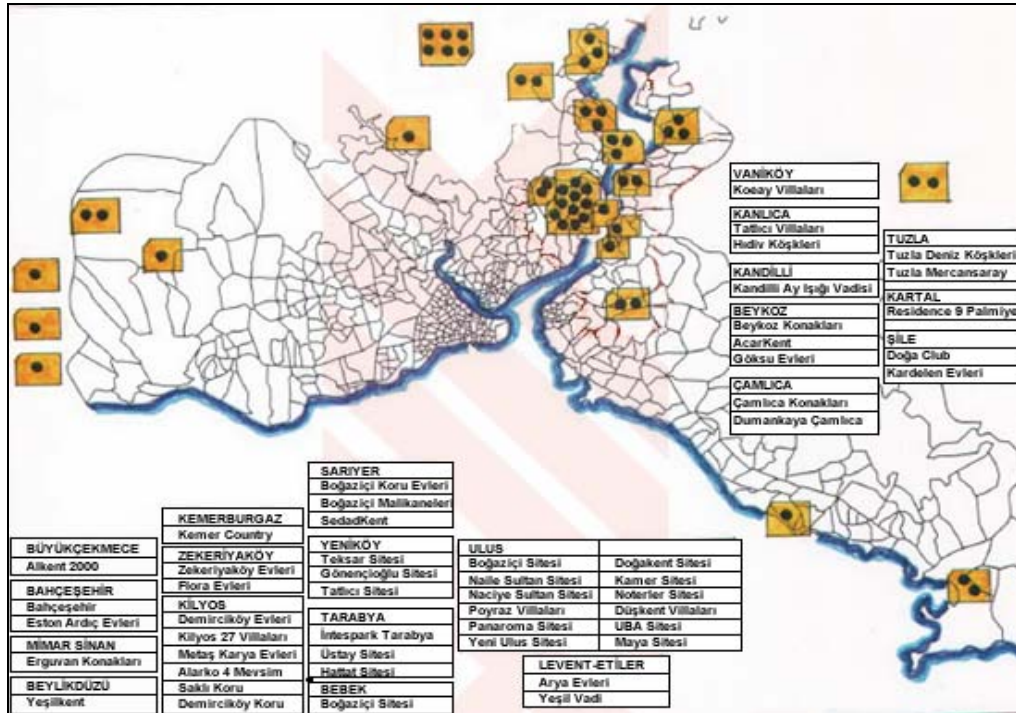 VANİKÖY
Koeay Villaları
KANLICA
Tatlıcı Villaları
Hıdiv Köşkleri
KANDİLLİ
Kandilli Ay Işığı Vadisi
BEYKOZ
Beykoz Konakları
AcarKent
Göksu Evleri
ÇAMLICA
Çamlıca Konakları
Dumankaya Çamlıca
TUZLA
Tuzla Deniz Köşkleri
Tuzla Mercansaray
KARTAL
Residence 9 Palmiye
ŞİLE
Doğa Club
Kardelen Evleri
BÜYÜKÇEKMECE
Alkent 2000
BAHÇEŞEHİR
Bahçeşehir
Eston Ardıç Evleri
MİMAR SİNAN
Erguvan Konakları
BEYLİKDÜZÜ
Yeşilkent
KEMERBURGAZ
Kemer Country
ZEKERİYAKÖY
Zekeriyaköy Evleri
Flora Evleri
KİLYOS
Demirciköy Evleri
Kilyos 27 Villaları
Metaş Karya Evleri
Alarko 4 Mevsim
Saklı Koru
Demirciköy Koru
SARIYER
Boğaziçi Koru Evleri
Boğaziçi Malikaneleri
SedadKent
YENİKÖY
Teksar Sitesi
Gönençioğlu Sitesi
Tatlıcı Sitesi
TARABYA
İntespark Tarabya
Üstay Sitesi
Hattat Sitesi
BEBEK
Boğaziçi Sitesi
ULUS
Boğaziçi Sitesi Doğakent Sitesi
Naile Sultan Sitesi Kamer Sitesi
Naciye Sultan Sitesi Noterler Sitesi
Poyraz Villaları Düşkent Villaları
Panaroma Sitesi UBA Sitesi
Yeni Ulus Sitesi Maya Sitesi
LEVENT-ETİLER
Arya Evleri
Yeşil Vadi